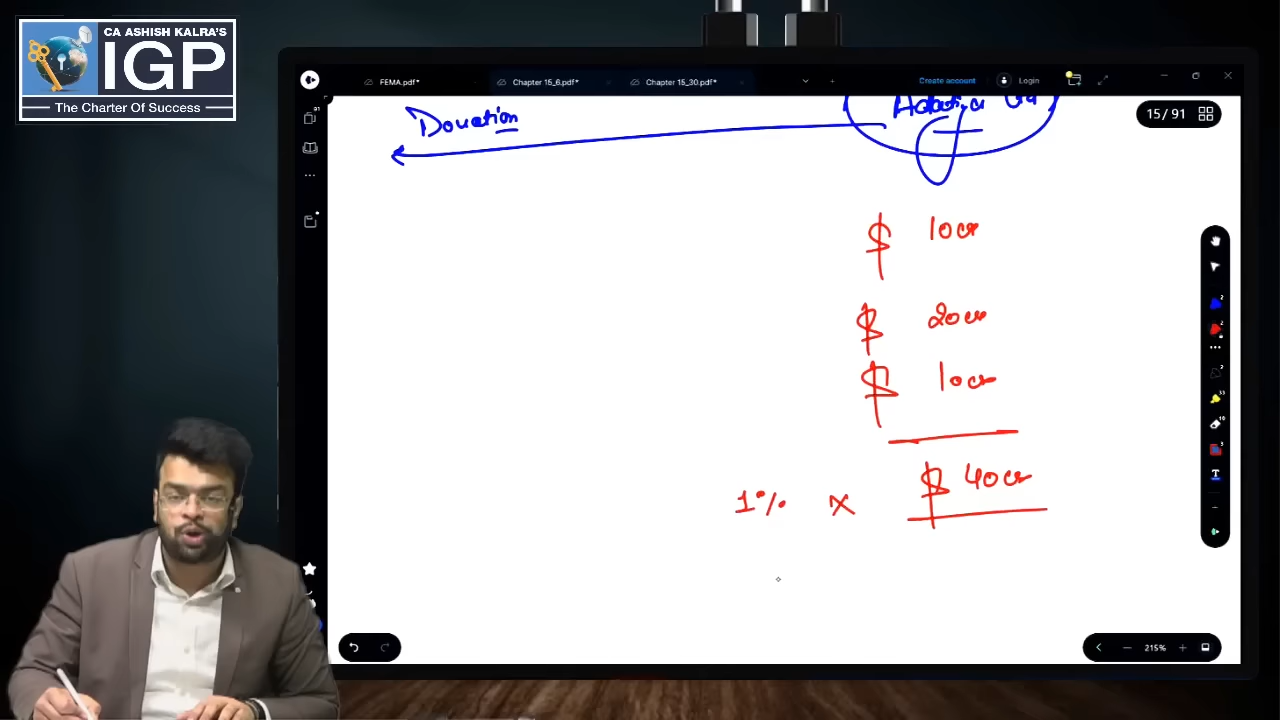 CA ASHISH KALRA'S
IGP
The Charter Of Success
FEMA.pdf*
Chapter 15_6.pdf*
Chapter 15_30.pdf*
Create account
Login
15/ 91
Donation
$ 10cr
$ 20cr
$ 10cr
1% x $ 40cr
215%